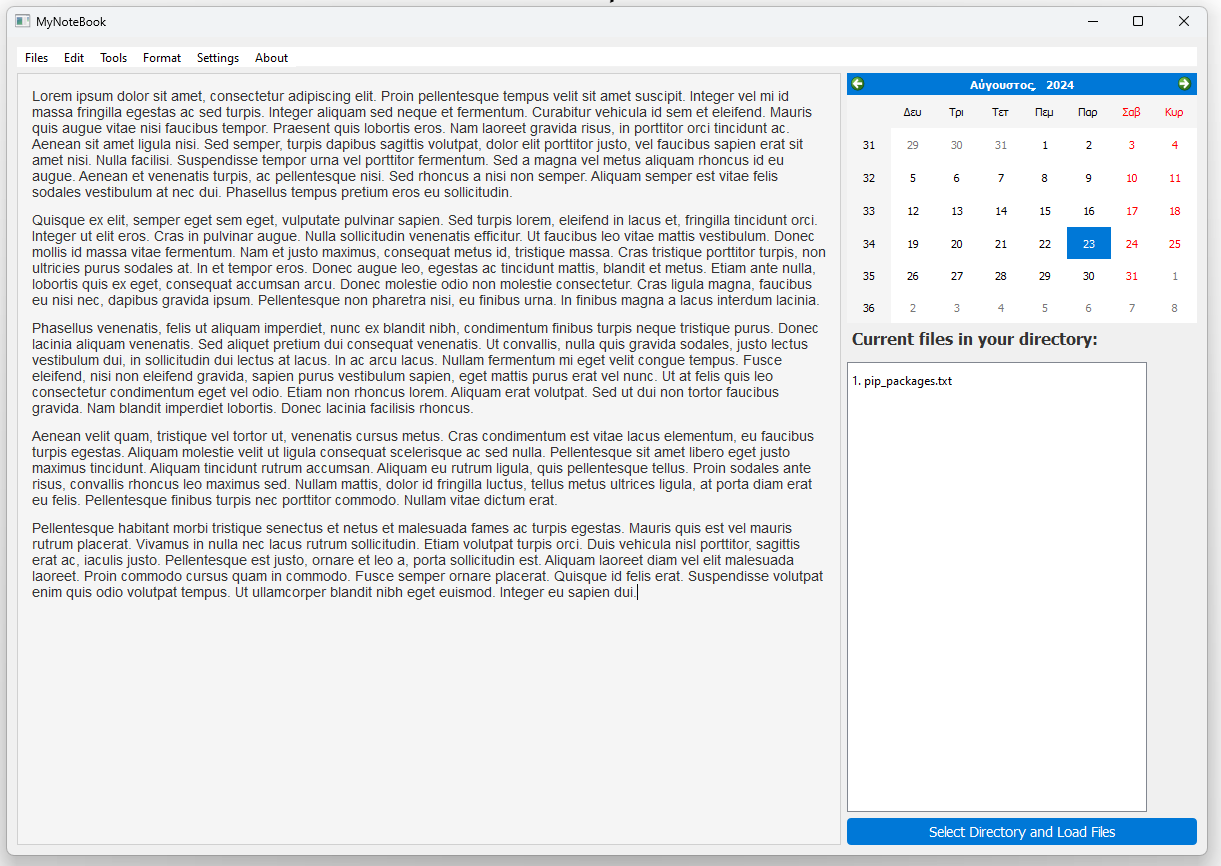 MyNoteBook
Files Edit Tools Format Settings About
Lorem ipsum dolor sit amet, consectetur adipiscing elit. Proin pellentesque tempus velit sit amet suscipit. Integer vel mi id
massa fringilla egestas ac sed turpis. Integer aliquam sed neque et fermentum. Curabitur vehicula id sem et eleifend. Mauris
quis augue vitae nisi faucibus tempor. Praesent quis lobortis eros. Nam laoreet gravida risus, in porttitor orci tincidunt ac.
Aenean sit amet ligula nisi. Sed semper, turpis dapibus sagittis volutpat, dolor elit porttitor justo, vel faucibus sapien erat sit
amet nisi. Nulla facilisi. Suspendisse tempor urna vel porttitor fermentum. Sed a magna vel metus aliquam rhoncus id eu
augue. Aenean et venenatis turpis, ac pellentesque nisi. Sed rhoncus a nisi non semper. Aliquam semper est vitae felis
sodales vestibulum at nec dui. Phasellus tempus pretium eros eu sollicitudin.
Quisque ex elit, semper eget sem eget, vulputate pulvinar sapien. Sed turpis lorem, eleifend in lacus et, fringilla tincidunt orci.
Integer ut elit eros. Cras in pulvinar augue. Nulla sollicitudin venenatis efficitur. Ut faucibus leo vitae mattis vestibulum. Donec
mollis id massa vitae fermentum. Nam et justo maximus, consequat metus id, tristique massa. Cras tristique porttitor turpis, non
ultricies purus sodales at. In et tempor eros. Donec augue leo, egestas ac tincidunt mattis, blandit et metus. Etiam ante nulla,
lobortis quis ex eget, consequat accumsan arcu. Donec molestie odio non molestie consectetur. Cras ligula magna, faucibus
eu nisi nec, dapibus gravida ipsum. Pellentesque non pharetra nisi, eu finibus urna. In finibus magna a lacus interdum lacinia.
Phasellus venenatis, felis ut aliquam imperdiet, nunc ex blandit nibh, condimentum finibus turpis neque tristique purus. Donec
lacinia aliquam venenatis. Sed aliquet pretium dui consequat venenatis. Ut convallis, nulla quis gravida sodales, justo lectus
vestibulum dui, in sollicitudin dui lectus at lacus. In ac arcu lacus. Nullam fermentum mi eget velit congue tempus. Fusce
eleifend, nisi non eleifend gravida, sapien purus vestibulum sapien, eget mattis purus erat vel nunc. Ut at felis quis leo
consectetur condimentum eget vel odio. Etiam non rhoncus lorem. Aliquam erat volutpat. Sed ut dui non tortor faucibus
gravida. Nam blandit imperdiet lobortis. Donec lacinia facilisis rhoncus.
Aenean velit quam, tristique vel tortor ut, venenatis cursus metus. Cras condimentum est vitae lacus elementum, eu faucibus
turpis egestas. Aliquam molestie velit ut ligula consequat scelerisque ac sed nulla. Pellentesque sit amet libero eget justo
maximus tincidunt. Aliquam tincidunt rutrum accumsan. Aliquam eu rutrum ligula, quis pellentesque tellus. Proin sodales ante
risus, convallis rhoncus leo maximus sed. Nullam mattis, dolor id fringilla luctus, tellus metus ultrices ligula, at porta diam erat
eu felis. Pellentesque finibus turpis nec porttitor commodo. Nullam vitae dictum erat.
Pellentesque habitant morbi tristique senectus et netus et malesuada fames ac turpis egestas. Mauris quis est vel mauris
rutrum placerat. Vivamus in nulla nec lacus rutrum sollicitudin. Etiam volutpat turpis orci. Duis vehicula nisl porttitor, sagittis
erat ac, iaculis justo. Pellentesque est justo, ornare et leo a, porta sollicitudin est. Aliquam laoreet diam vel elit malesuada
laoreet. Proin commodo cursus quam in commodo. Fusce semper ornare placerat. Quisque id felis erat. Suspendisse volutpat
enim quis odio volutpat tempus. Ut ullamcorper blandit nibh eget euismod. Integer eu sapien dui.
Αύγουστος, 2024
Δευ Τρι Τετ Πεμ Παρ Σαβ Κυρ
31 29 30 31 1 2 3 4
32 5 6 7 8 9 10 11
33 12 13 14 15 16 17 18
34 19 20 21 22 23 24 25
35 26 27 28 29 30 31 1
36 2 3 4 5 6 7 8
Current files in your directory:
1. pip_packages.txt
Select Directory and Load Files